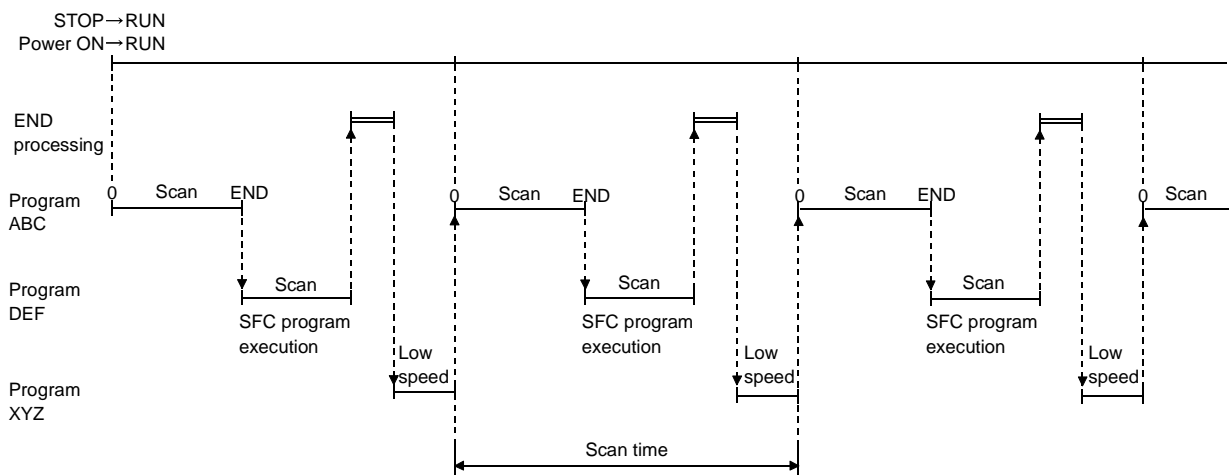 STOP→RUN
Power ON→RUN
END
processing
Program
ABC
0 Scan END 0 Scan END 0 Scan END 0 Scan
Program
DEF
Scan Scan Scan
SFC program
execution
SFC program
execution
SFC program
execution
Program
XYZ
Low
speed
Low
speed
Low
speed
Scan time